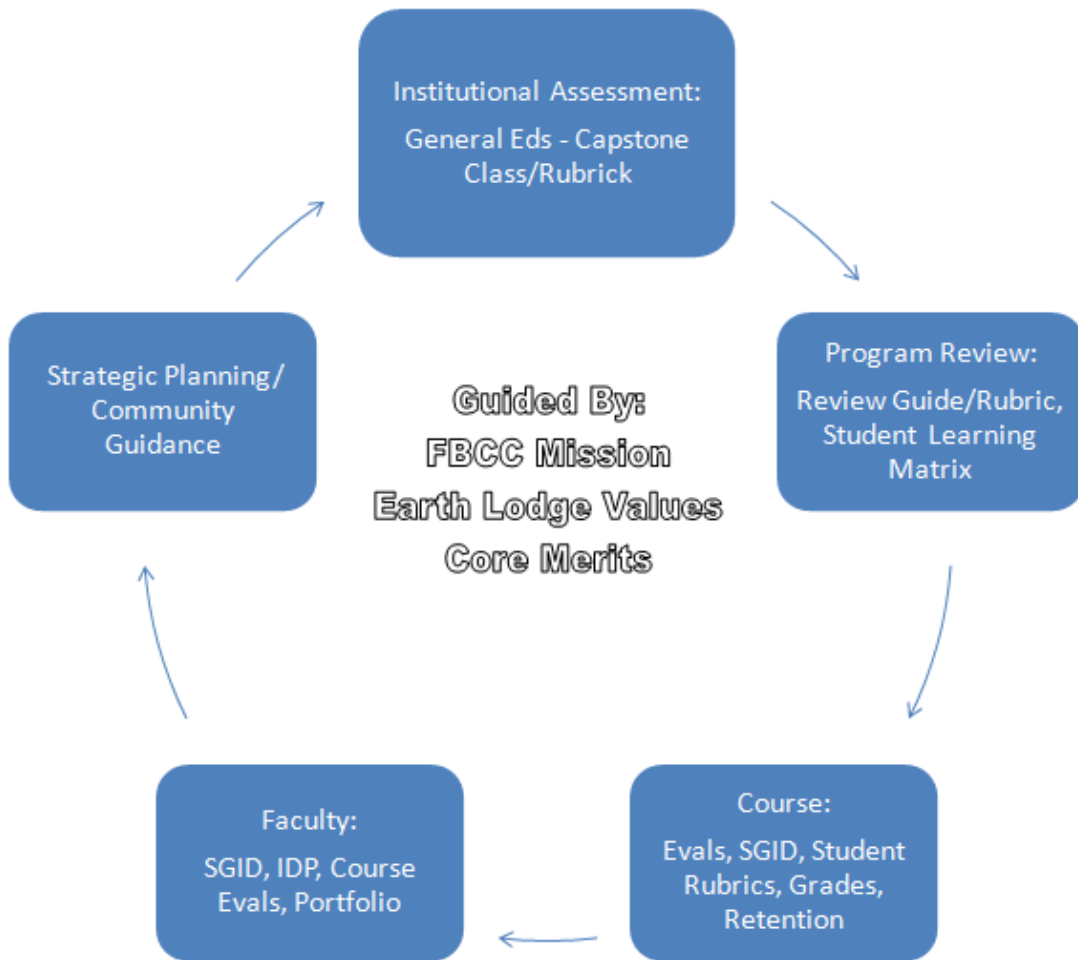 Institutional Assessment:
General Eds - Capstone
Class/Rubrick
Program Review:
Review Guide/Rubric,
Student Learning
Matrix
Course:
Evals, SGID, Student
Rubrics, Grades,
Retention
Faculty:
SGID, IDP, Course
Evals, Portfolio
Strategic Planning/
Community
Guidance
Guided By:
FBCC Mission
Earth Lodge Values
Core Merits